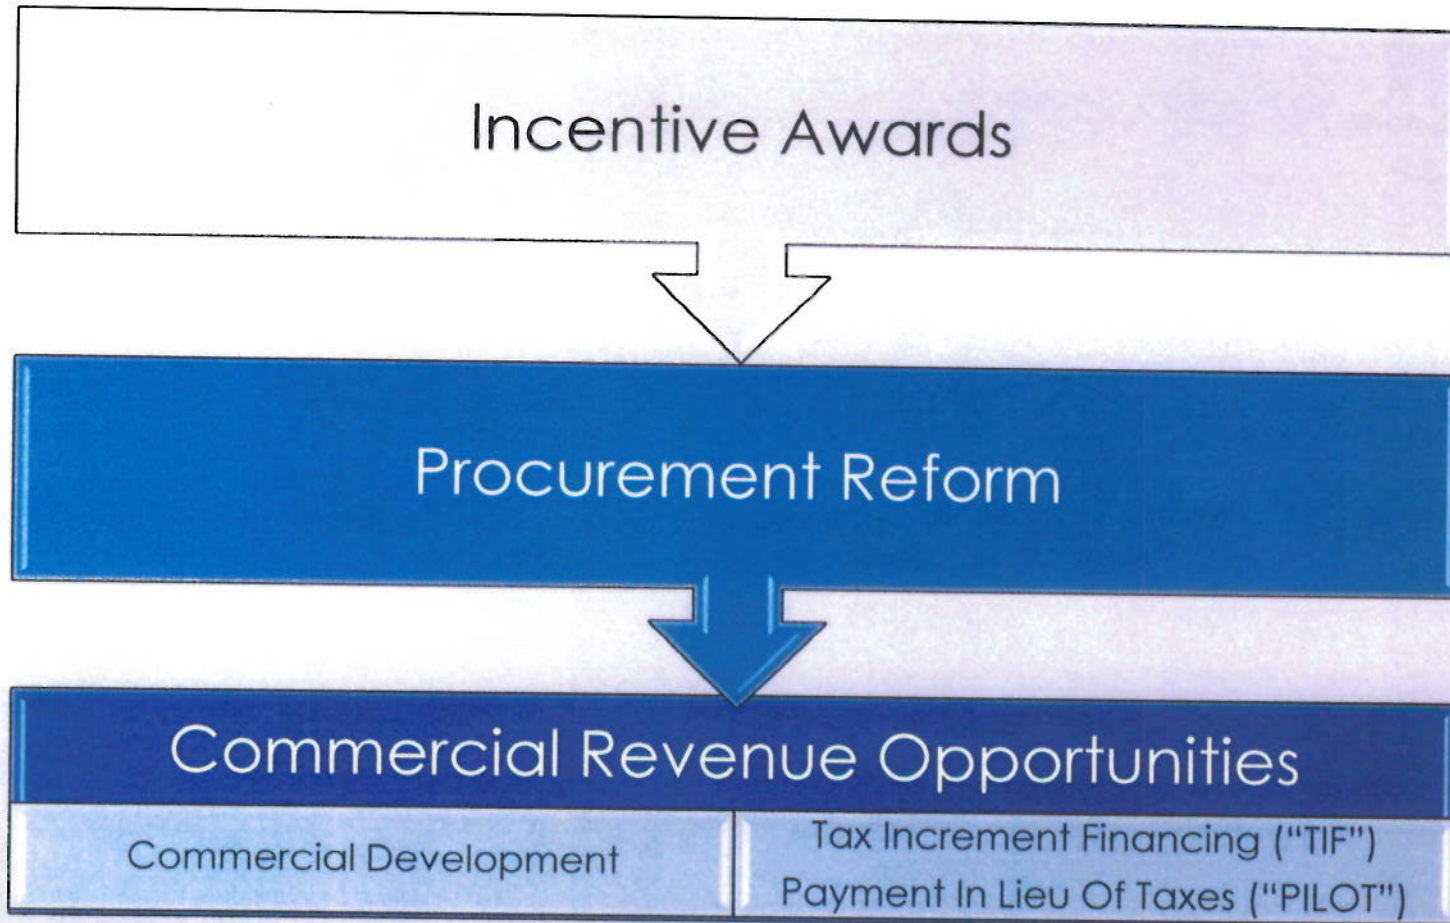 Incentive Awards
Procurement Reform
Commercial Revenue Opportunities
Commercial Development
Tax Increment Financing (“TIF”)
Payment In Lieu Of Taxes (“PILOT”)